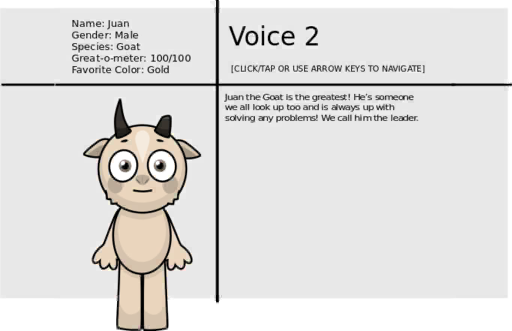 Name: Juan
Gender: Male
Species: Goat
Great-o-meter: 100/100
Favorite Color: Gold
Voice 2
[CLICK/TAP OR USE ARROW KEYS TO NAVIGATE]
Juan the Goat is the greatest! He's someone
we all look up too and is always up with
solving any problems! We call him the leader.